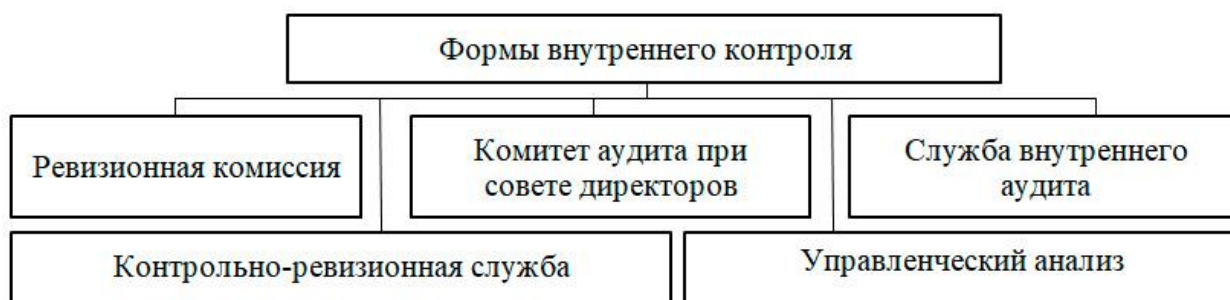 Формы внутреннего контроля
Ревизионная комиссия
Комитет аудита при
совете директоров
Служба внутреннего
аудита
Контрольно-ревизионная служба
Управленческий анализ